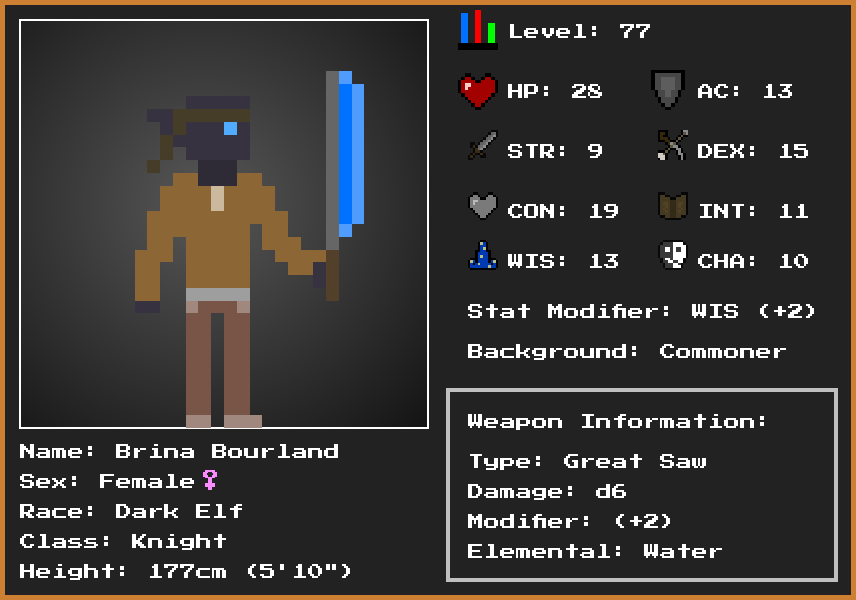 Level: 77
HP: 28
AC: 13
STR: 9
DEX: 15
CON: 19
INT: 11
WIS: 13
CHA: 10
Stat Modifier: WIS (+2)
Background: Commoner
Weapon Information:
Type: Great Saw
Damage: d6
Modifier: (+2)
Elemental: Water
Name: Brina Bourland
Sex: Female♀
Race: Dark Elf
Class: Knight
Height: 177cm (5'10")